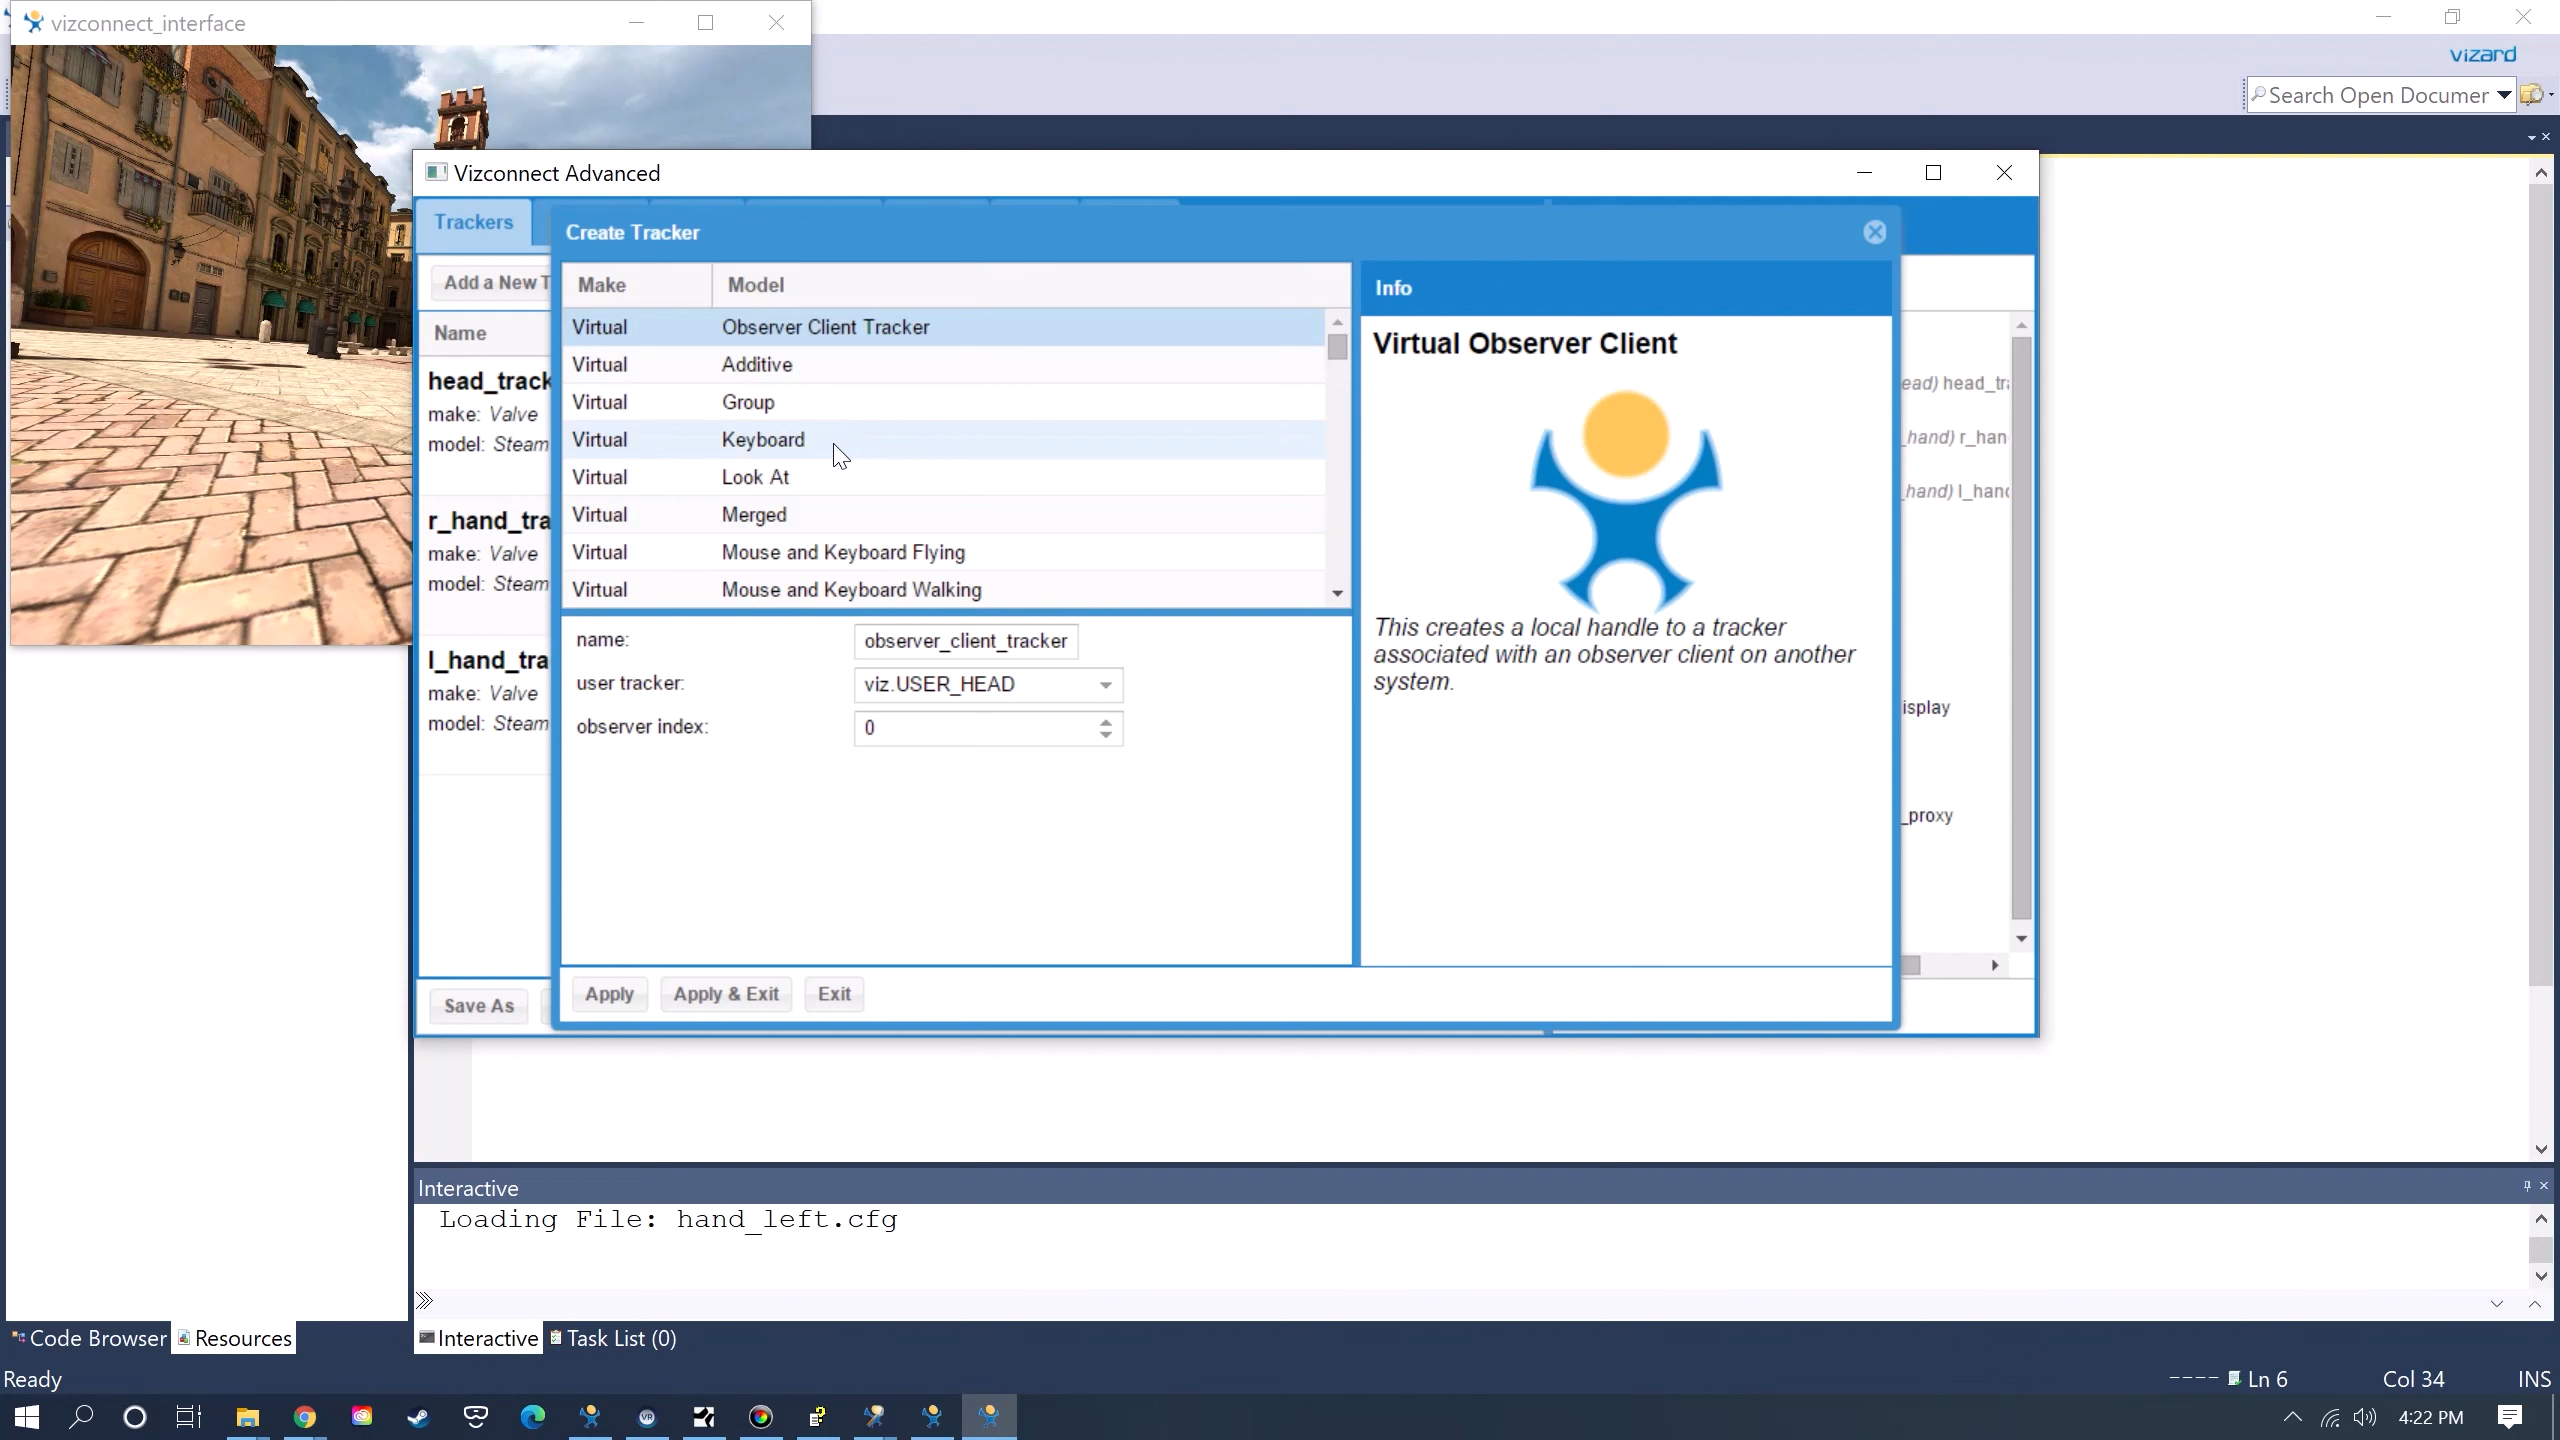 vizconnect_interface
vizard
Search Open Documer
Vizconnect Advanced
Trackers
Create Tracker
Add a New T
Make
Model
Info
Name
Virtual
Observer Client Tracker
Virtual Observer Client
Virtual
Additive
head_track
ead) head_tr
make: Valve
Virtual
Group
model: Steam
Virtual
Keyboard
_hand) r_han
Virtual
Look At
_hand) l_hand
r_hand_tra
Virtual
Merged
make: Valve
Virtual
Mouse and Keyboard Flying
model: Steam
Virtual
Mouse and Keyboard Walking
name:
observer_client_tracker
This creates a local handle to a tracker
associated with an observer client on another
system.
l_hand_tra
user tracker:
viz.USER_HEAD
make: Valve
model: Steam
observer index:
0
isplay
_proxy
Apply
Apply & Exit
Exit
Save As
Interactive
Loading File: hand_left.cfg
Code Browser
Resources
Interactive
Task List (0)
Ready
Ln 6
Col 34
INS
4:22 PM